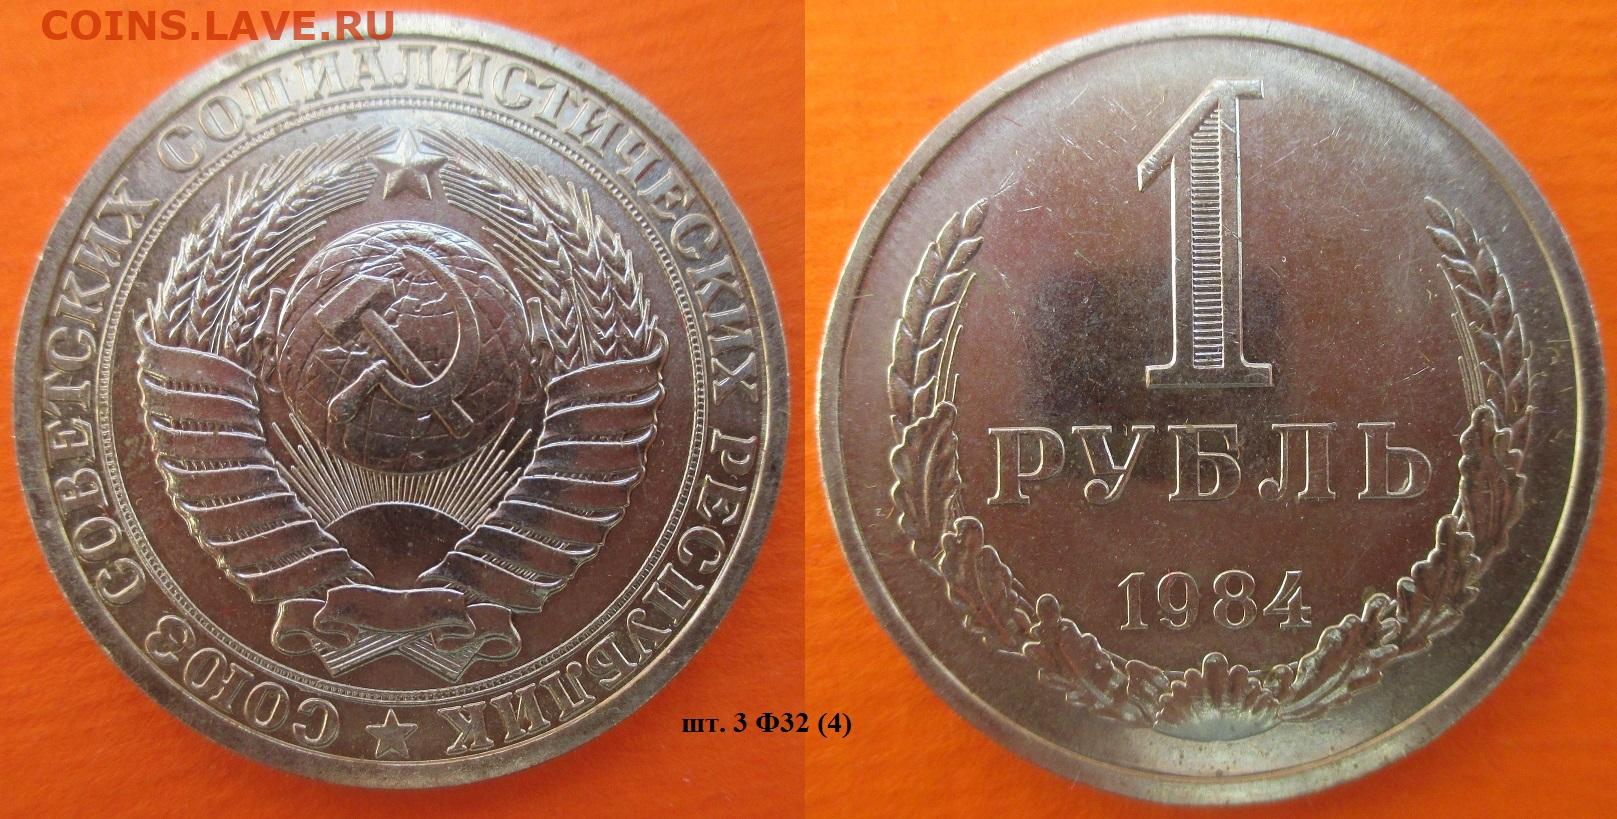 COINS.LAVE.RU
СОЮЗ СОВЕТСКИХ СОЦИАЛИСТИЧЕСКИХ РЕСПУБЛИК
1
РУБЛЬ
1984
шт. 3 Ф32 (4)